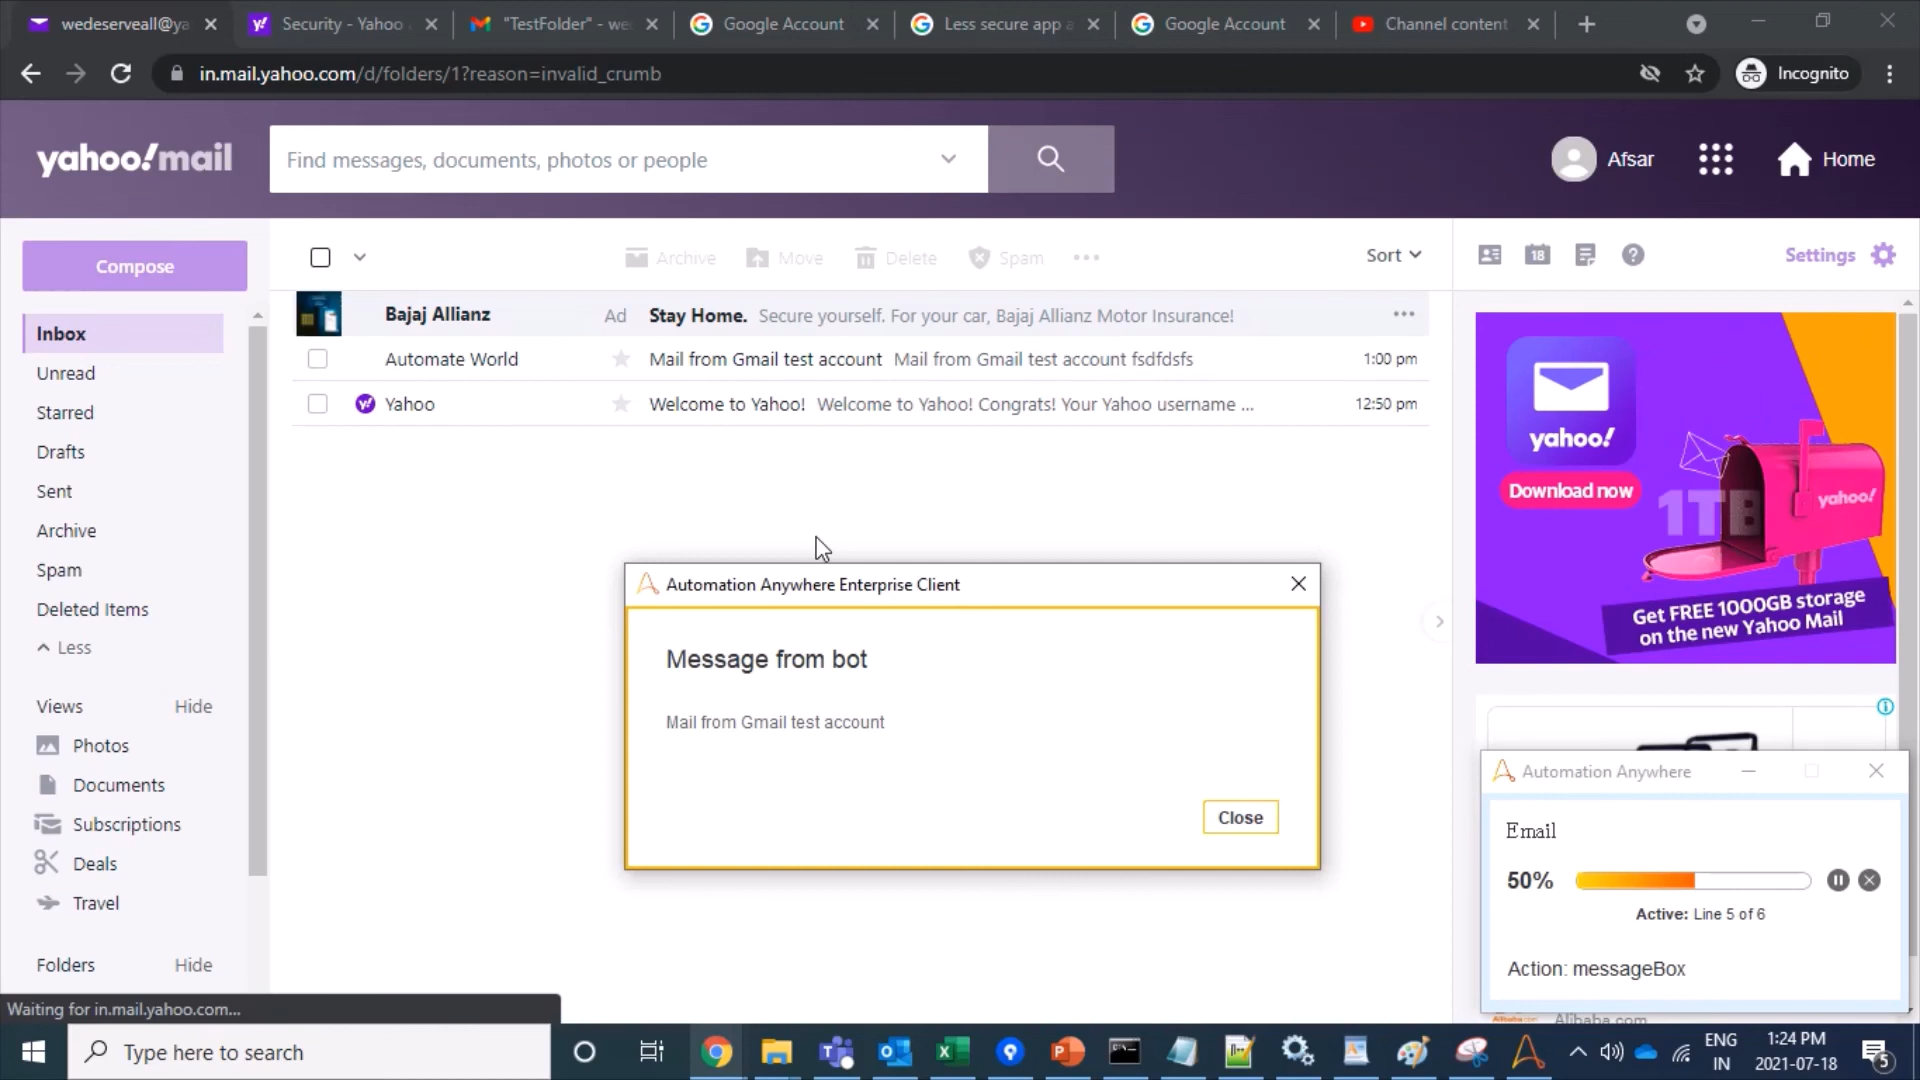 wedeserveall@ya
Security - Yahoo
"TestFolder" - we
Google Account
Less secure app a
Google Account
Channel content
in.mail.yahoo.com/d/folders/1?reason=invalid_crumb
Incognito
yahoo!mail
Find messages, documents, photos or people
Afsar
Home
Compose
Archive
Move
Delete
Spam
Sort
18
Settings
Inbox
Unread
Starred
Drafts
Sent
Archive
Spam
Deleted Items
Less
Views Hide
Photos
Documents
Subscriptions
Deals
Travel
Folders Hide
Bajaj Allianz Ad Stay Home. Secure yourself. For your car, Bajaj Allianz Motor Insurance!
Automate World Mail from Gmail test account Mail from Gmail test account fsdfdsfs 1:00 pm
Yahoo Welcome to Yahoo! Welcome to Yahoo! Congrats! Your Yahoo username ... 12:50 pm
yahoo!
Download now
1TB
yahoo!
Get FREE 1000GB storage
on the new Yahoo Mail
Automation Anywhere Enterprise Client
Message from bot
Mail from Gmail test account
Close
Automation Anywhere
Email
50%
Active: Line 5 of 6
Action: messageBox
Alibaba.com Alibaba.com
Waiting for in.mail.yahoo.com...
Type here to search
ENG
IN
1:24 PM
2021-07-18
5